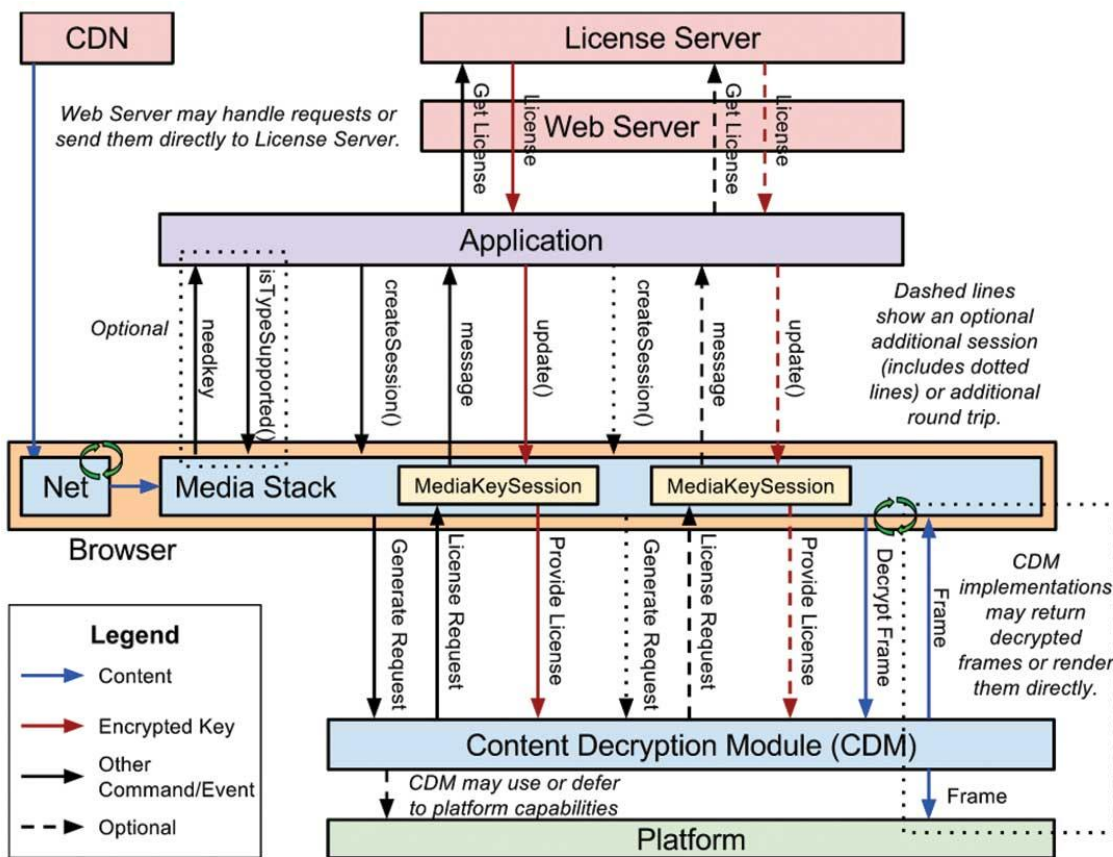 CDN
License Server
Web Server may handle requests or
send them directly to License Server.
Get License
License
Get License
License
Web Server
Application
Optional
needkey
isTypeSupported()
createSession()
message
update()
createSession()
message
update()
Dashed lines
show an optional
additional session
(includes dotted
lines) or additional
round trip.
Net
Media Stack
MediaKeySession
MediaKeySession
Browser
Generate Request
License Request
Provide License
Generate Request
License Request
Provide License
Decrypt Frame
Frame
CDM
implementations
may return
decrypted
frames or render
them directly.
Legend
Content
Encrypted Key
Other
Command/Event
Optional
Content Decryption Module (CDM)
CDM may use or defer
to platform capabilities
Frame
Platform